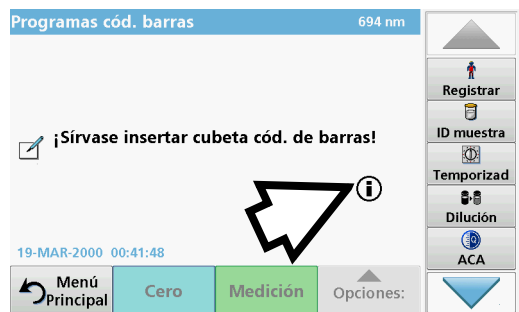 Programas cód. barras 694 nm
¡Sírvase insertar cubeta cód. de barras!
i
19-MAR-2000 00:41:48
Menú
Principal
Cero
Medición
Opciones:
Registrar
ID muestra
Temporizad
Dilución
ACA